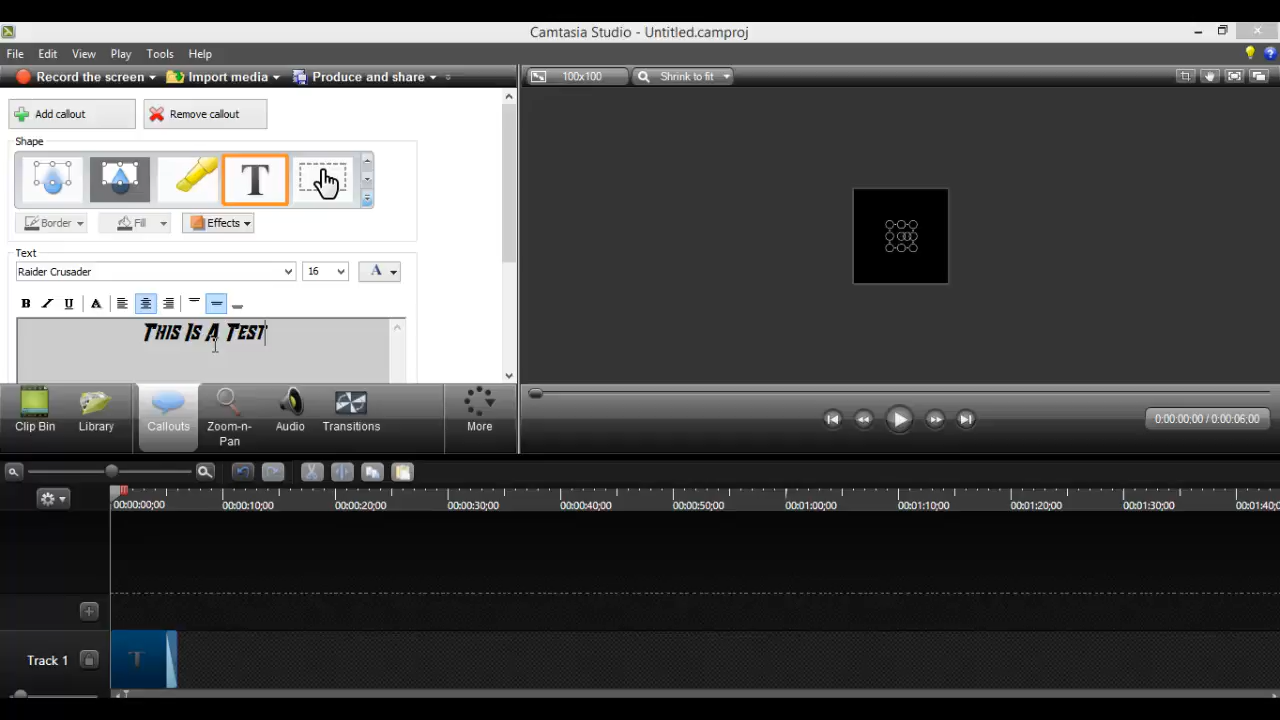 Camtasia Studio - Untitled.camproj
File Edit View Play Tools Help
Record the screen Import media Produce and share 100x100 Shrink to fit
Add callout Remove callout
Shape
T
Border Fill Effects
Text
Raider Crusader 16 A
B I U A
This Is A Test
Clip Bin Library Callouts Zoom-n-Pan Audio Transitions More
0:00:00;00 / 0:00:06;00
00:00:00;00 00:00:10;00 00:00:20;00 00:00:30;00 00:00:40;00 00:00:50;00 00:01:00;00 00:01:10;00 00:01:20;00 00:01:30;00 00:01:40;0
Track 1 T